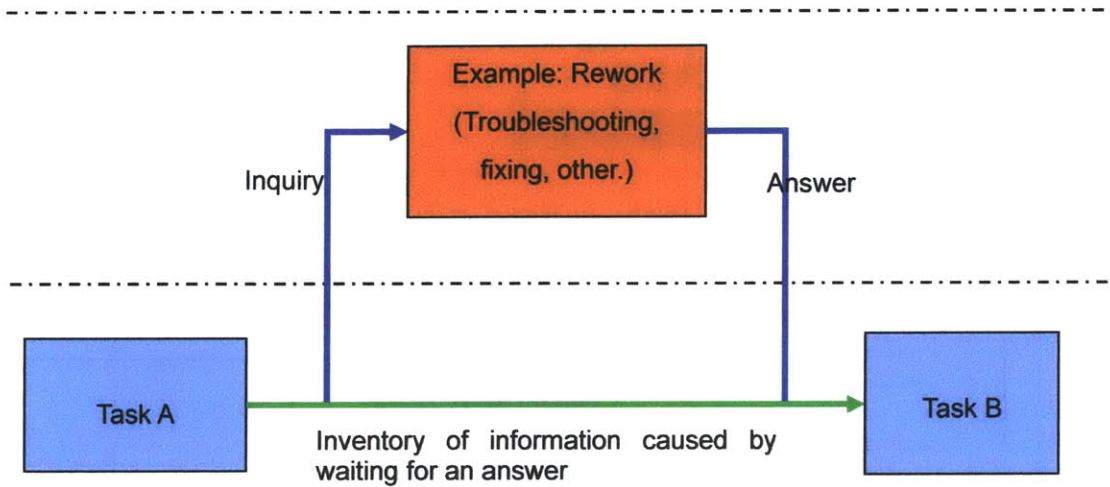 Example: Rework
(Troubleshooting,
fixing, other.)
Inquiry
Answer
Task A
Task B
Inventory of information caused by
waiting for an answer